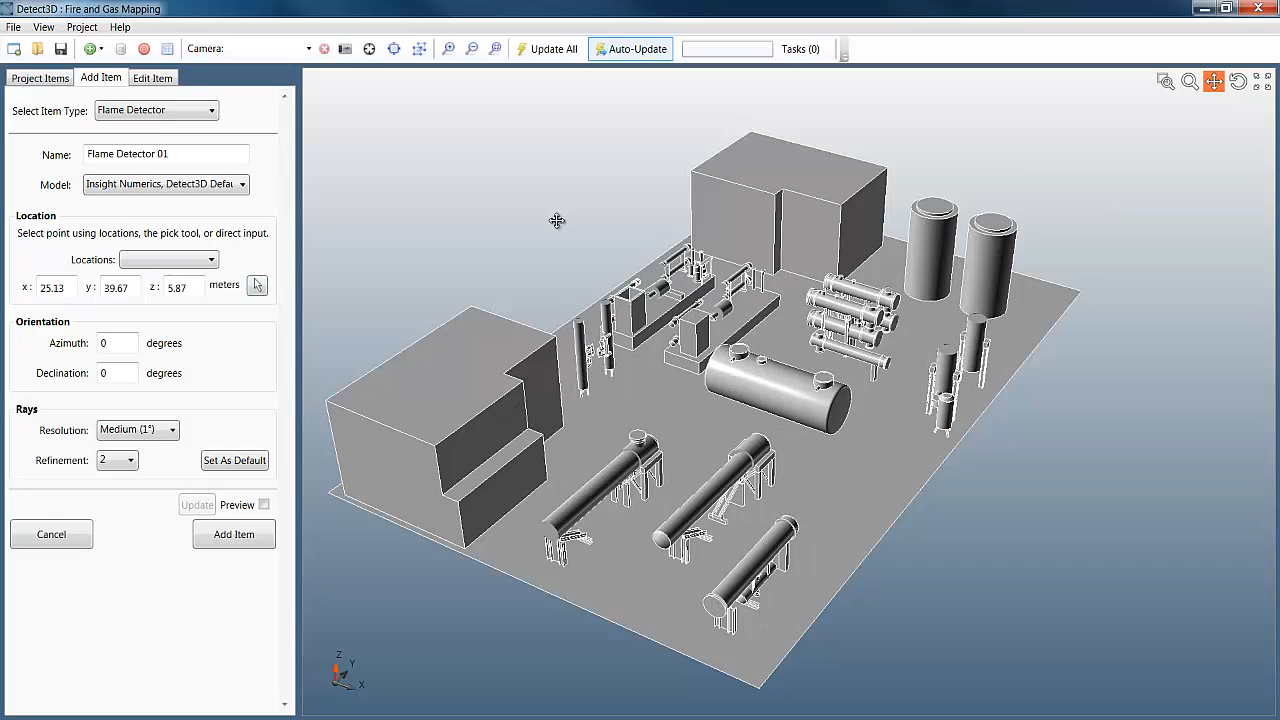 Detect3D : Fire and Gas Mapping
File View Project Help
Camera: Update All Auto-Update Tasks (0)
Project Items Add Item Edit Item
Select Item Type: Flame Detector
Name: Flame Detector 01
Model: Insight Numerics, Detect3D Defau
Location
Select point using locations, the pick tool, or direct input.
Locations:
x : 25.13 y : 39.67 z : 5.87 meters
Orientation
Azimuth: 0 degrees
Declination: 0 degrees
Rays
Resolution: Medium (1°)
Refinement: 2 Set As Default
Update Preview
Cancel Add Item
Z
Y
X